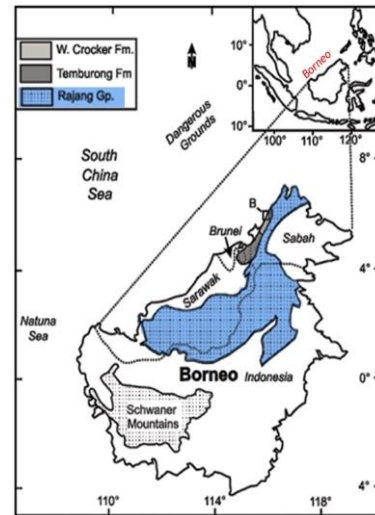 W. Crocker Fm.
Temburong Fm
Rajang Gp.
N
Borneo
10°
0°
10°
100°
110°
120°
Dangerous
Grounds
South
China
Sea
8°
B
Brunei
Sabah
4°
Sarawak
Natuna
Sea
Borneo
Indonesia
0°
Schwaner
Mountains
4°
110°
114°
118°